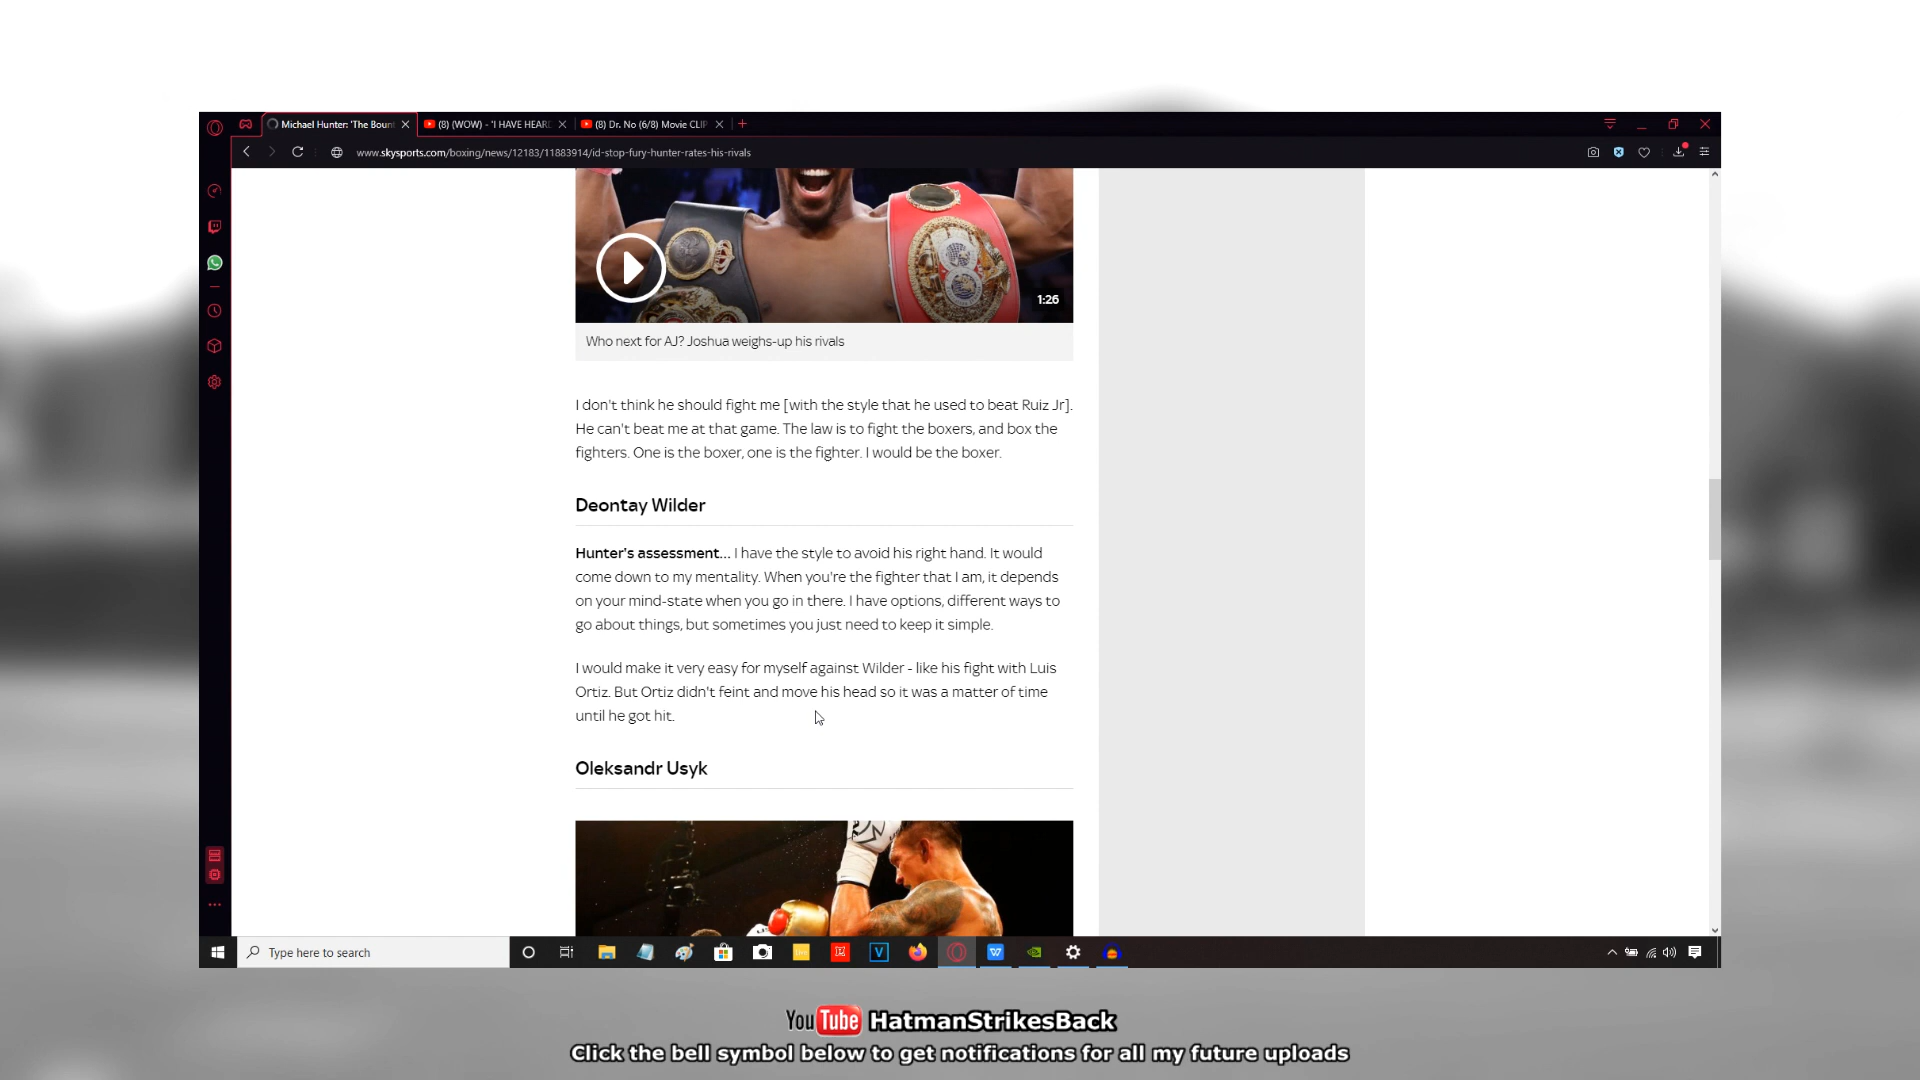 Michael Hunter: 'The Bount
(8) (WOW) - 'I HAVE HEARD
(8) Dr. No (6/8) Movie CLIP
www.skysports.com/boxing/news/12183/11883914/id-stop-fury-hunter-rates-his-rivals
1:26
Who next for AJ? Joshua weighs-up his rivals
I don't think he should fight me [with the style that he used to beat Ruiz Jr].
He can't beat me at that game. The law is to fight the boxers, and box the
fighters. One is the boxer, one is the fighter. I would be the boxer.
Deontay Wilder
Hunter's assessment... I have the style to avoid his right hand. It would
come down to my mentality. When you're the fighter that I am, it depends
on your mind-state when you go in there. I have options, different ways to
go about things, but sometimes you just need to keep it simple.
I would make it very easy for myself against Wilder - like his fight with Luis
Ortiz. But Ortiz didn't feint and move his head so it was a matter of time
until he got hit.
Oleksandr Usyk
Type here to search
YouTube HatmanStrikesBack
Click the bell symbol below to get notifications for all my future uploads